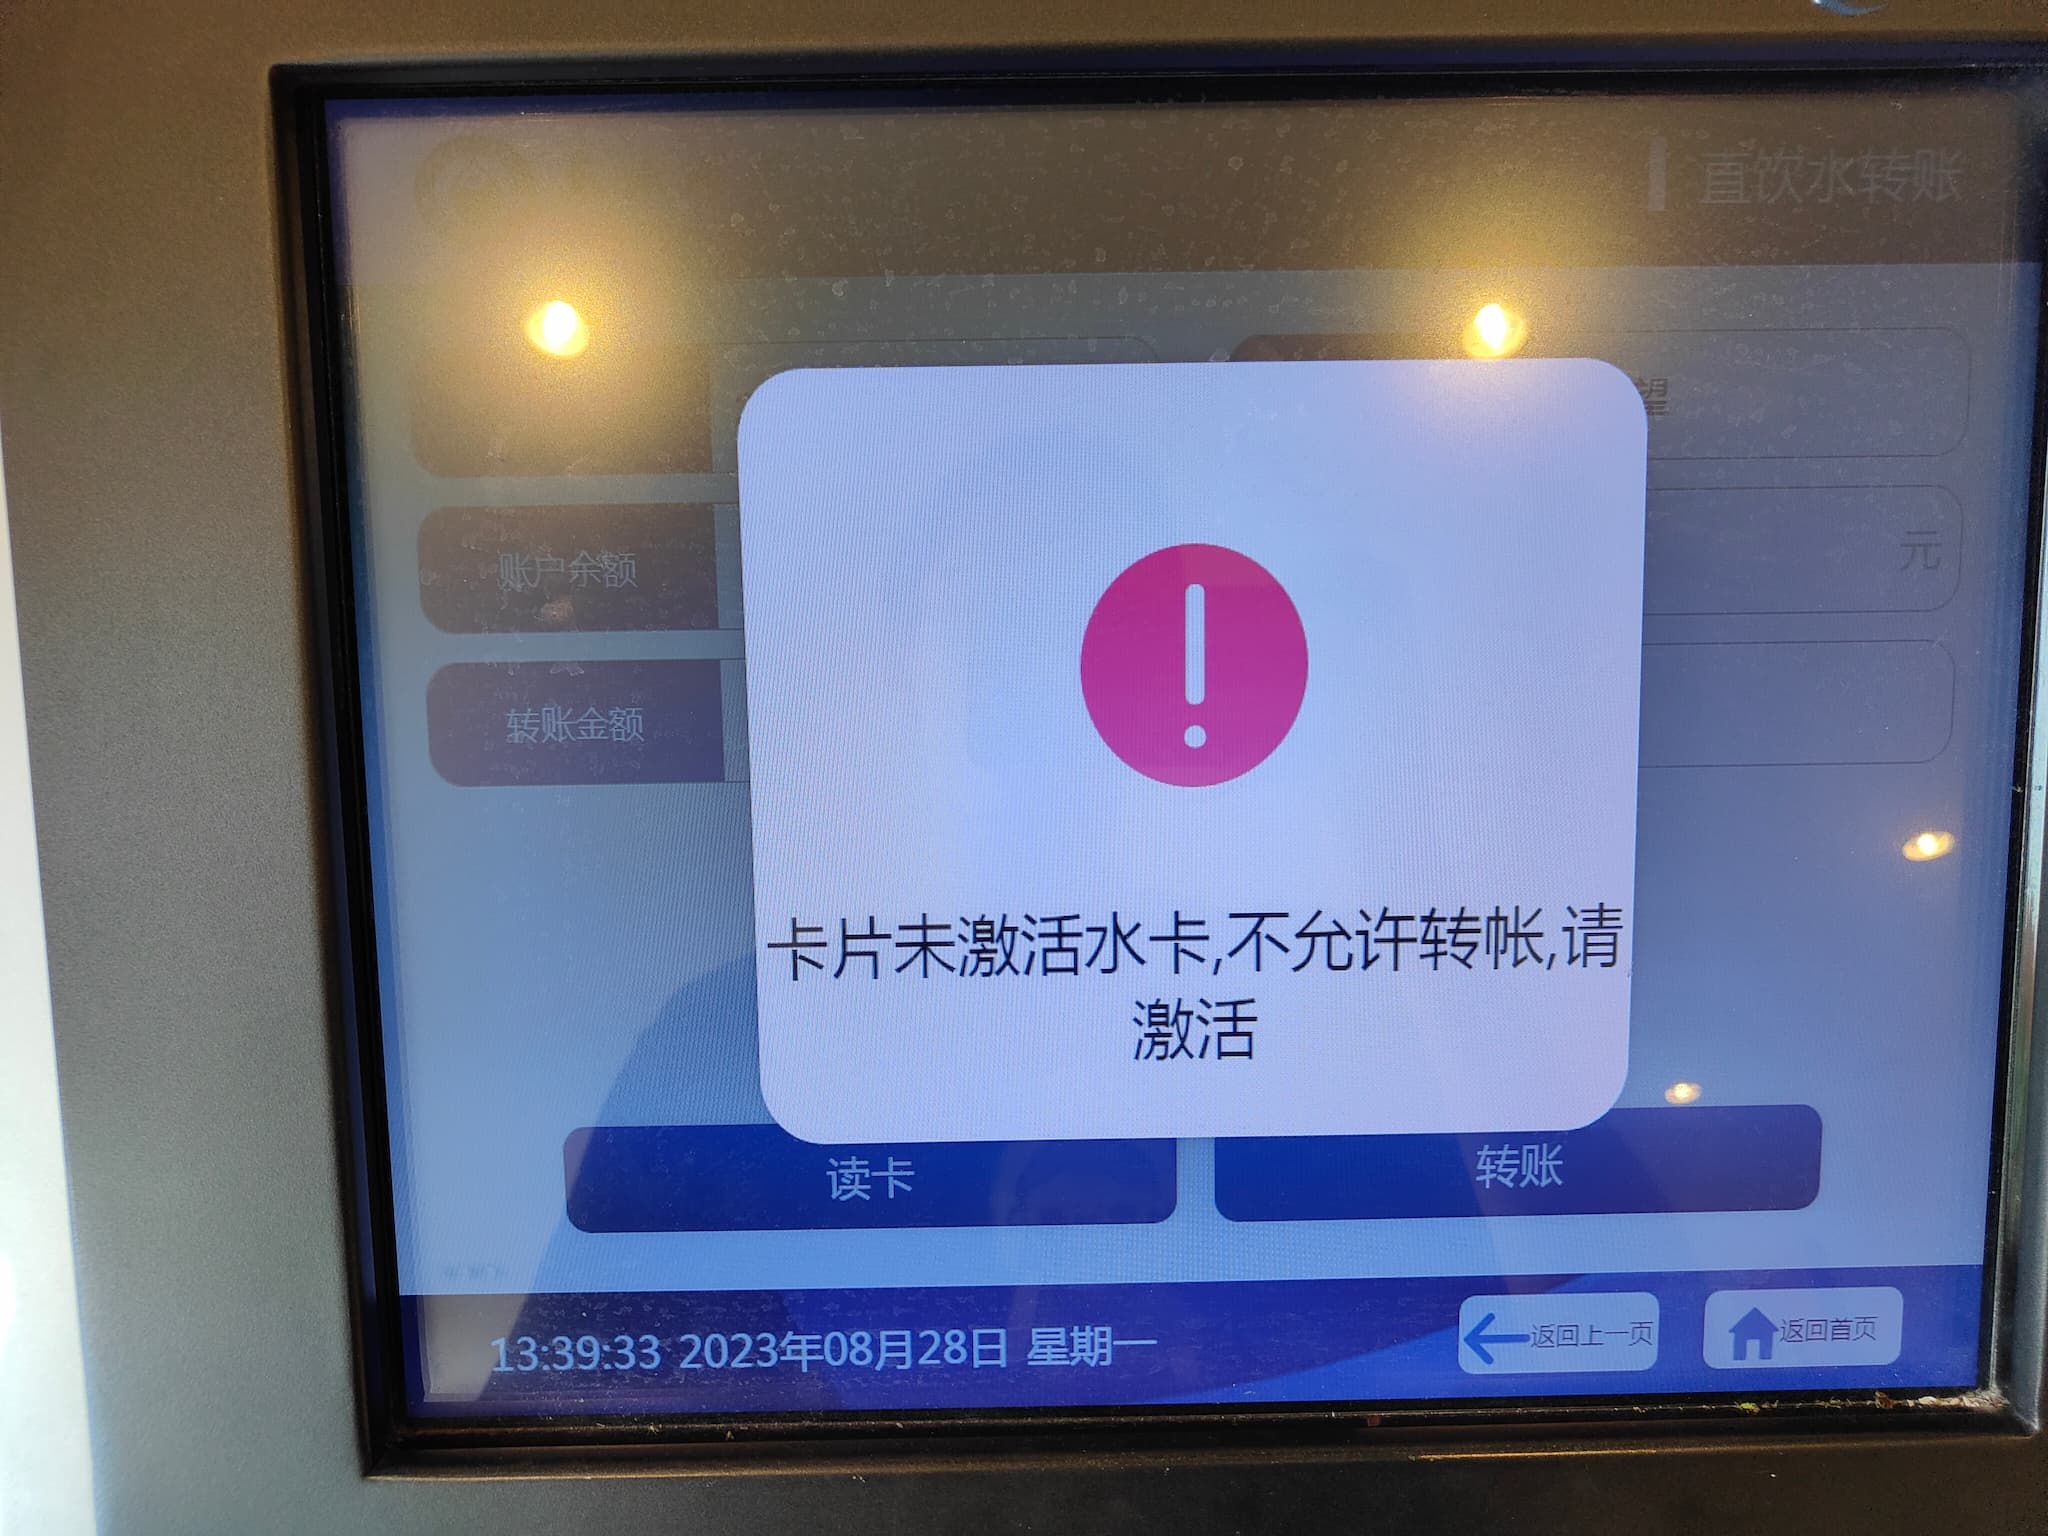 直饮水转账
账户余额
元
转账金额
卡片未激活水卡,不允许转帐,请
激活
读卡
转账
13:39:33 2023年08月28日 星期一
返回上一页
返回首页